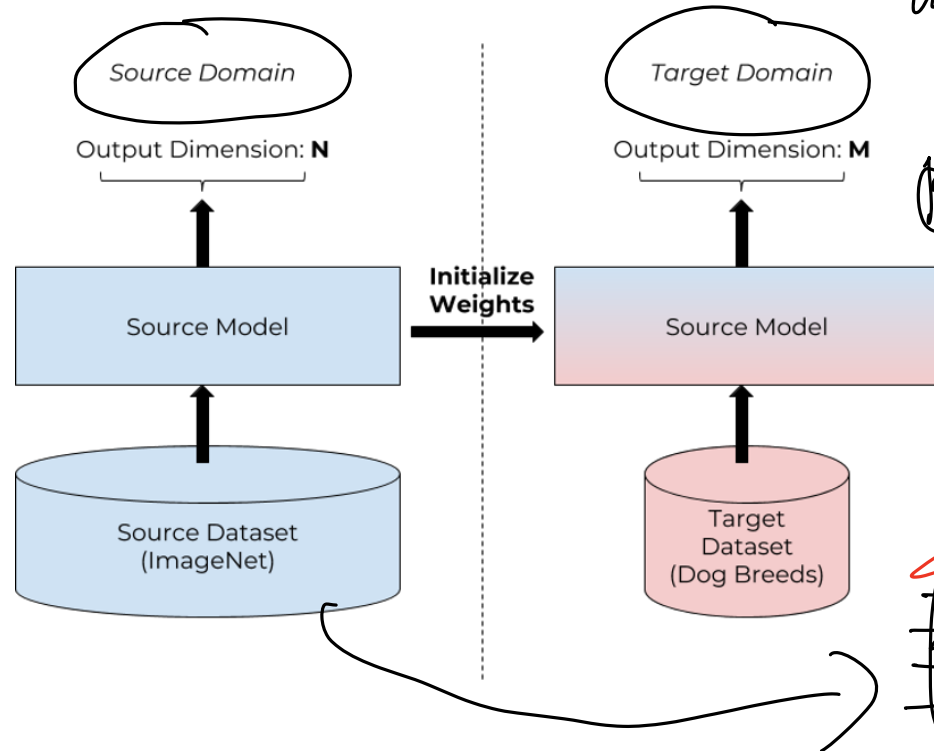 Source Domain
Target Domain
Output Dimension: N
Output Dimension: M
Initialize
Weights
Source Model
Source Model
Source Dataset
(ImageNet)
Target
Dataset
(Dog Breeds)